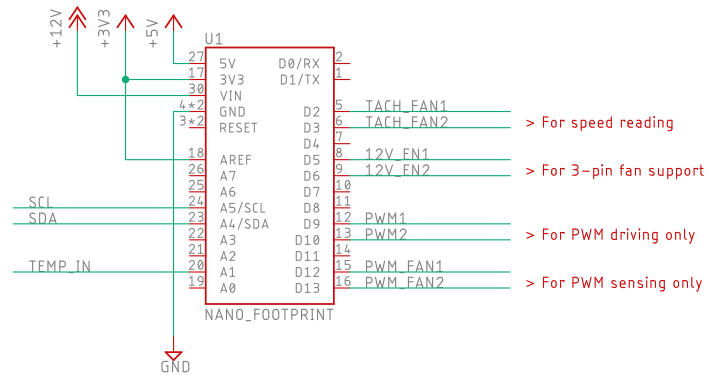 +12V
+3V3
+5V
U1
27 5V D0/RX 2
17 3V3 D1/TX 1
30 VIN
4*2 GND D2 5 TACH_FAN1
3*2 RESET D3 6 TACH_FAN2
> For speed reading
D4 7
18 AREF D5 8 12V_EN1
26 A7 D6 9 12V_EN2
> For 3-pin fan support
25 A6 D7 10
SCL 24 A5/SCL D8 11
SDA 23 A4/SDA D9 12 PWM1
22 A3 D10 13 PWM2
> For PWM driving only
21 A2 D11 14
TEMP_IN 20 A1 D12 15 PWM_FAN1
19 A0 D13 16 PWM_FAN2
> For PWM sensing only
NANO_FOOTPRINT
GND